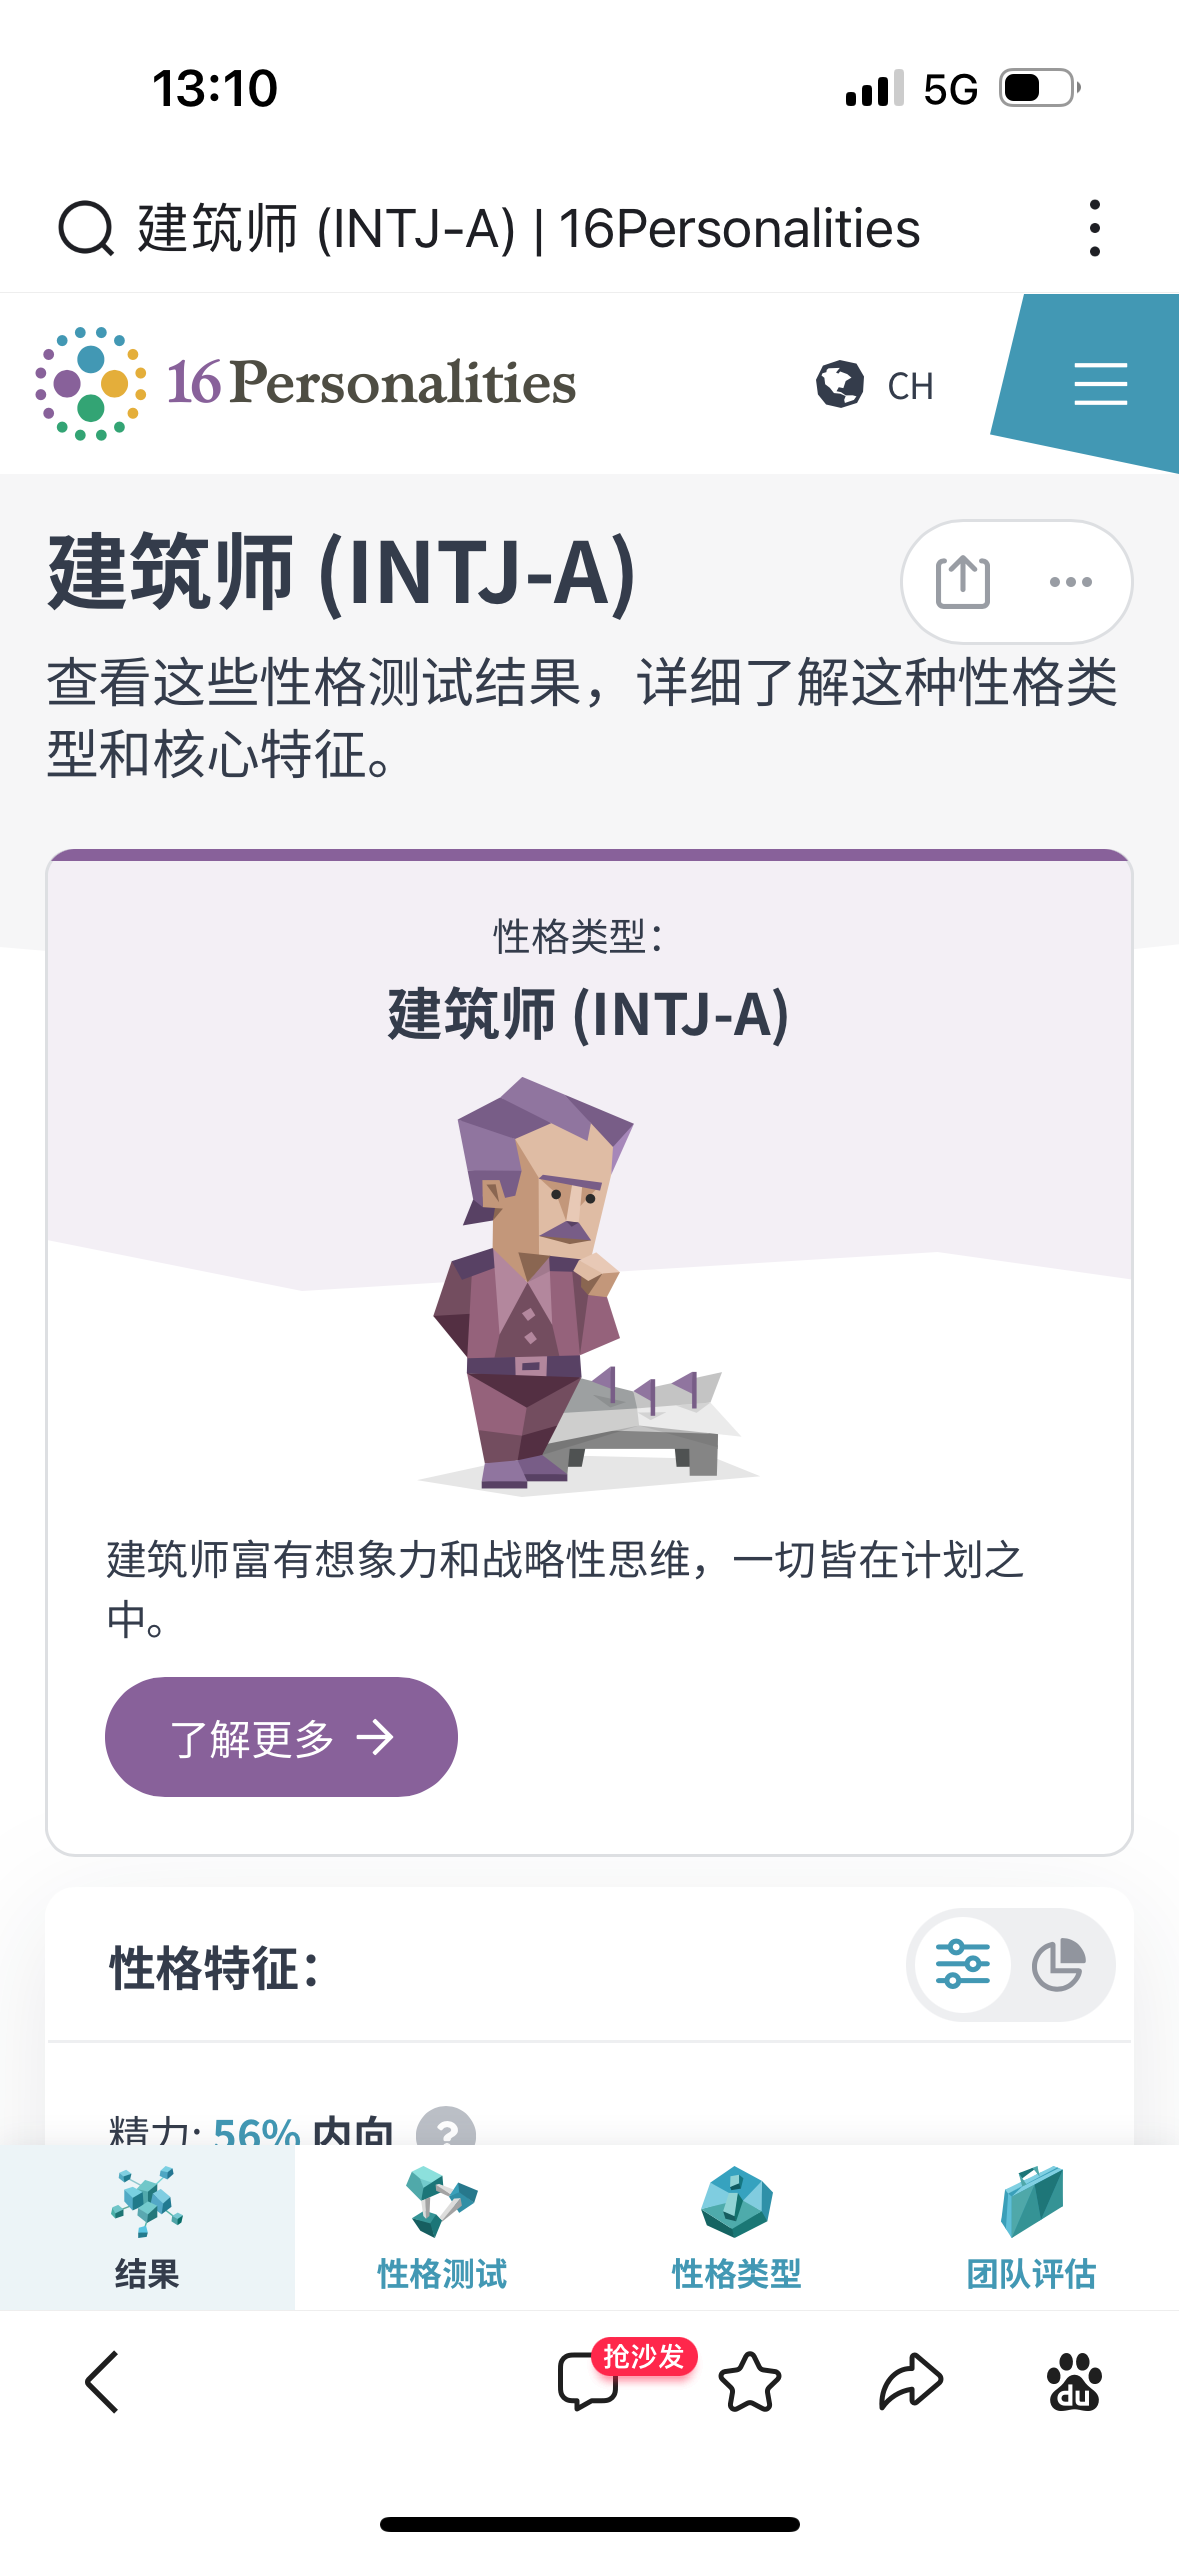 13:10
5G
建筑师 (INTJ-A) | 16Personalities
16Personalities
CH
建筑师 (INTJ-A)
查看这些性格测试结果，详细了解这种性格类
型和核心特征。
性格类型：
建筑师 (INTJ-A)
建筑师富有想象力和战略性思维，一切皆在计划之
中。
了解更多
性格特征：
精力: 56% 内向
?
结果
性格测试
性格类型
团队评估
抢沙发
du